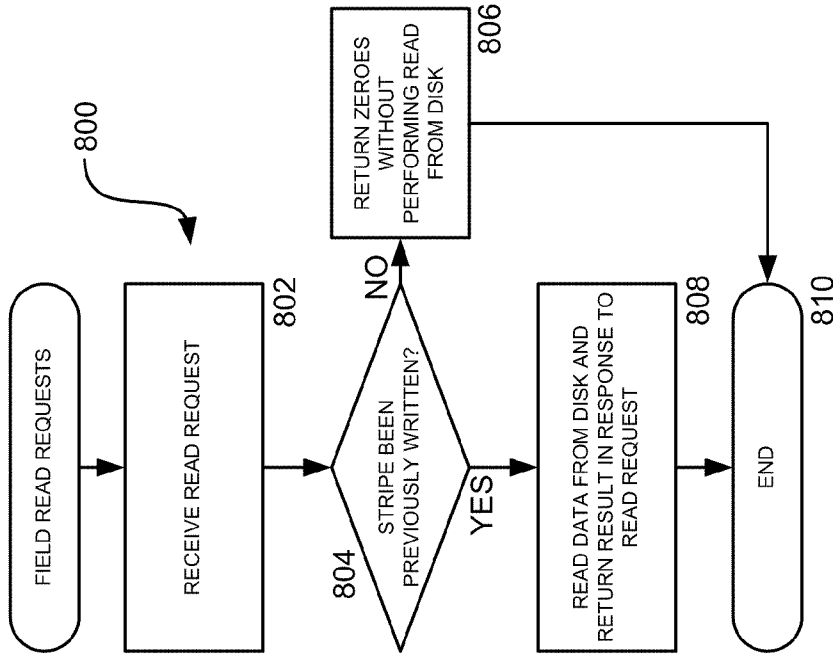 800
FIELD READ REQUESTS
RECEIVE READ REQUEST
802
804
STRIPE BEEN
PREVIOUSLY WRITTEN?
NO
RETURN ZEROES
WITHOUT
PERFORMING READ
FROM DISK
806
YES
READ DATA FROM DISK AND
RETURN RESULT IN RESPONSE TO
READ REQUEST
808
END
810